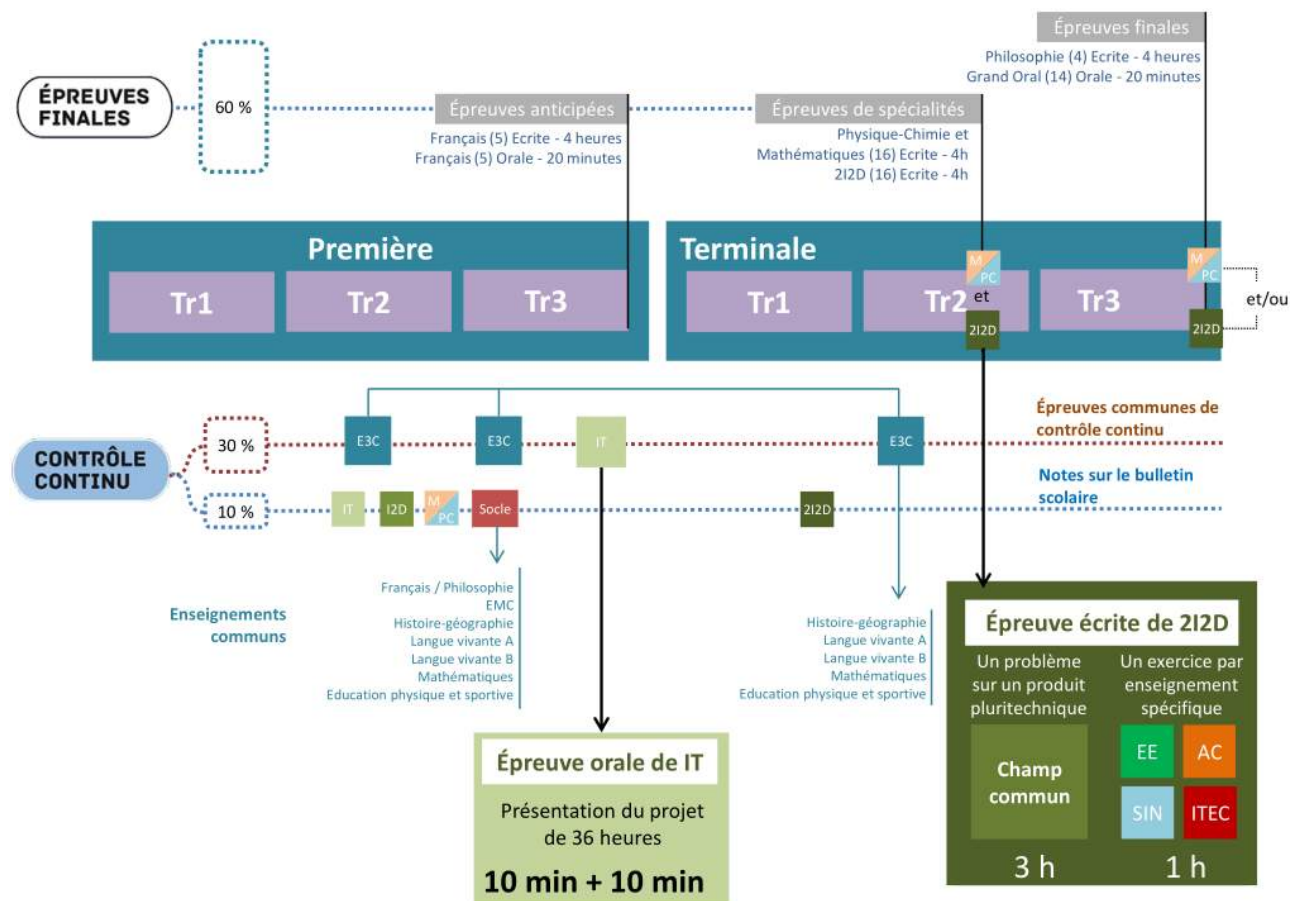 Épreuves finales
Philosophie (4) Ecrite - 4 heures
Grand Oral (14) Orale - 20 minutes
ÉPREUVES
FINALES
60 %
Épreuves anticipées
Français (5) Ecrite - 4 heures
Français (5) Orale - 20 minutes
Épreuves de spécialités
Physique-Chimie et
Mathématiques (16) Ecrite - 4h
2I2D (16) Ecrite - 4h
Première
Tr1
Tr2
Tr3
Terminale
Tr1
Tr2
Tr3
M
PC
et
2I2D
M
PC
et/ou
2I2D
CONTRÔLE
CONTINU
30 %
E3C
E3C
IT
E3C
Épreuves communes de
contrôle continu
10 %
IT
I2D
M
PC
Socle
2I2D
Notes sur le bulletin
scolaire
Enseignements
communs
Français / Philosophie
EMC
Histoire-géographie
Langue vivante A
Langue vivante B
Mathématiques
Education physique et sportive
Histoire-géographie
Langue vivante A
Langue vivante B
Mathématiques
Education physique et sportive
Épreuve orale de IT
Présentation du projet
de 36 heures
10 min + 10 min
Épreuve écrite de 2I2D
Un problème
sur un produit
pluritechnique
Champ
commun
3 h
Un exercice par
enseignement
spécifique
EE
AC
SIN
ITEC
1 h